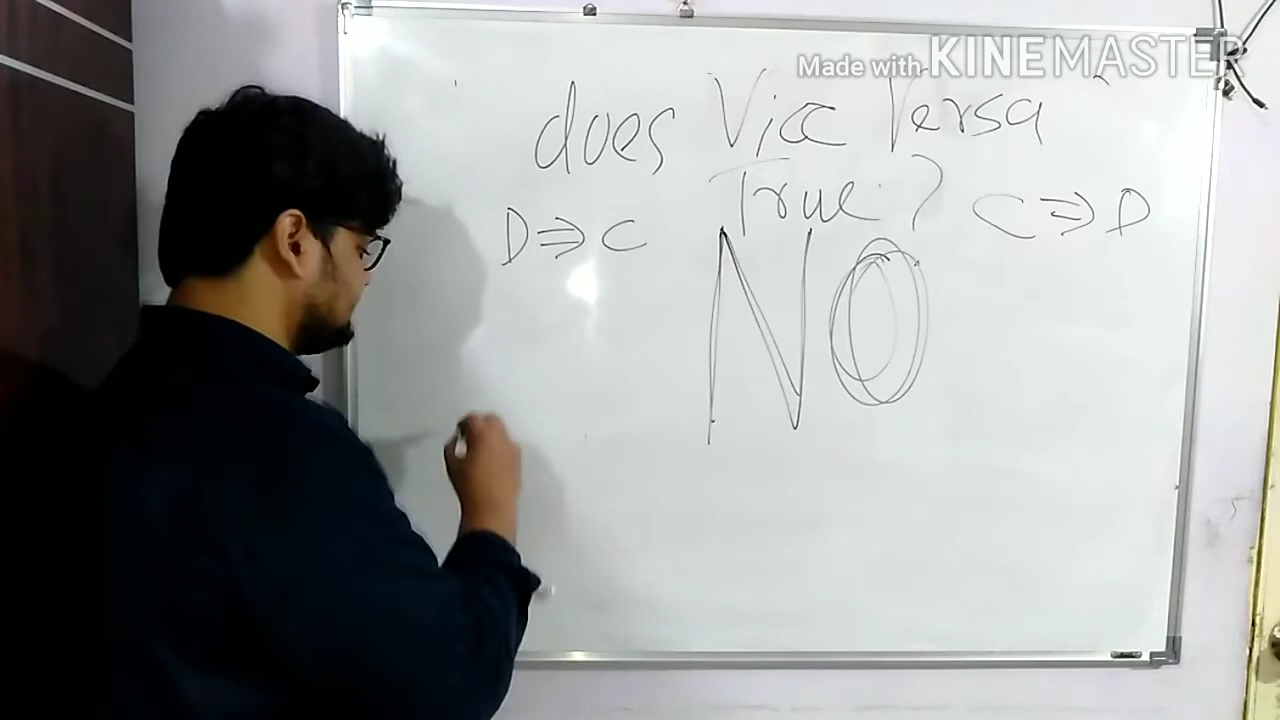 Made with KINEMASTER
does Vice Versa
True?
D ⇒ C
C ⇒ D
NO